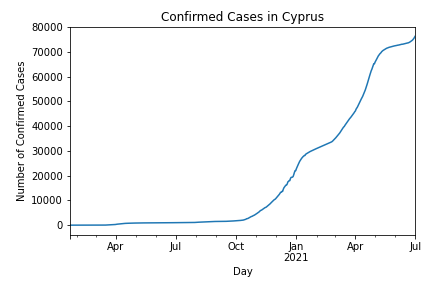 Confirmed Cases in Cyprus
Number of Confirmed Cases
80000
70000
60000
50000
40000
30000
20000
10000
0
Apr
Jul
Oct
Jan
2021
Apr
Jul
Day